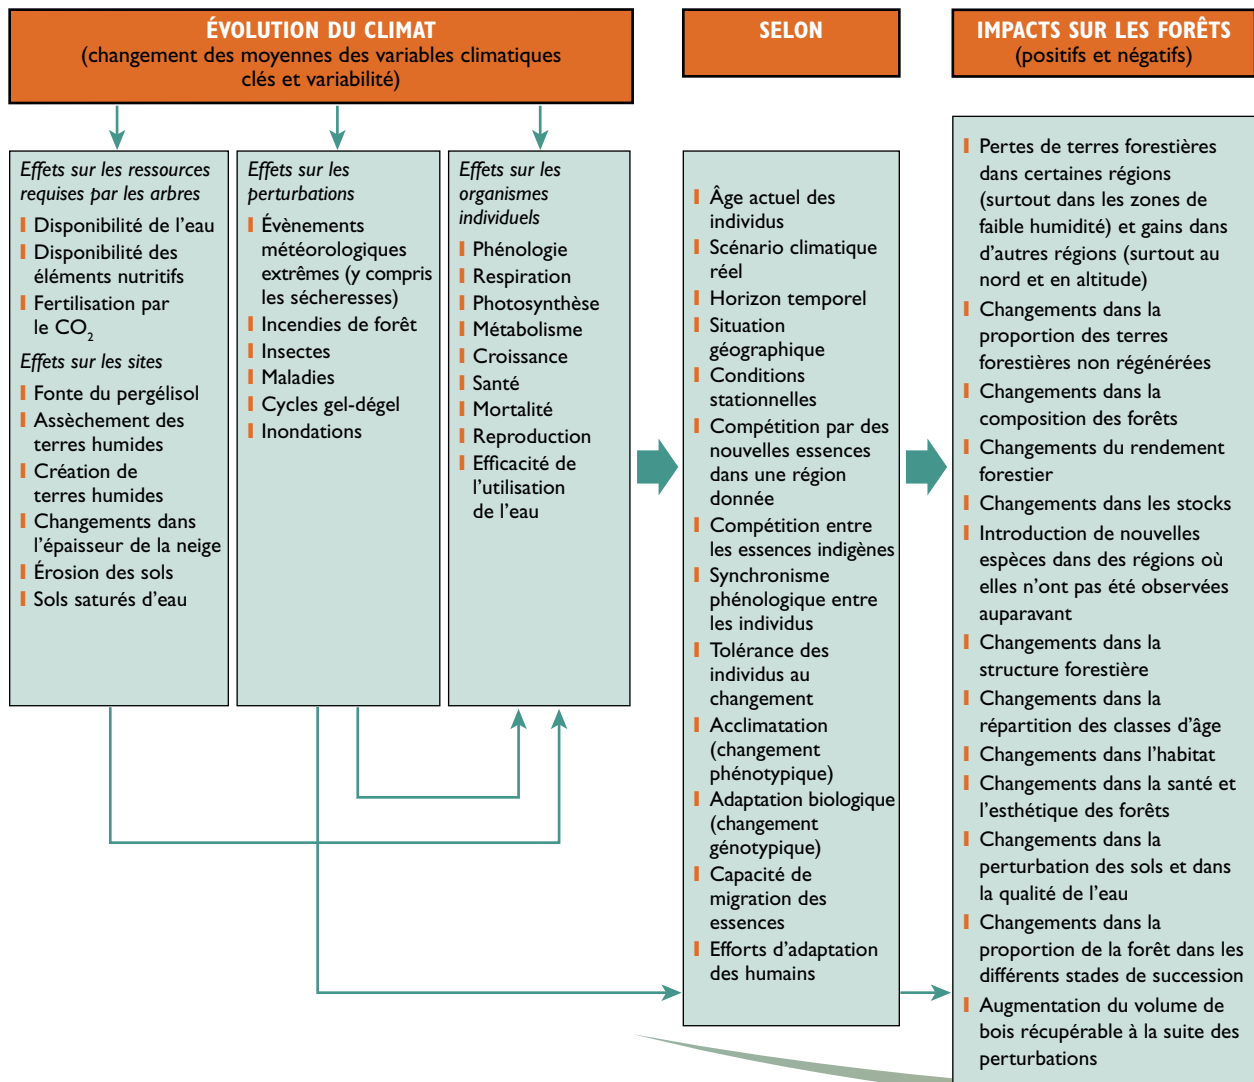 ÉVOLUTION DU CLIMAT
(changement des moyennes des variables climatiques
clés et variabilité)
Effets sur les ressources
requises par les arbres
Disponibilité de l'eau
Disponibilité des
éléments nutritifs
Fertilisation par
le CO2
Effets sur les sites
Fonte du pergélisol
Assèchement des
terres humides
Création de
terres humides
Changements dans
l'épaisseur de la neige
Érosion des sols
Sols saturés d'eau
Effets sur les
perturbations
Évènements
météorologiques
extrêmes (y compris
les sécheresses)
Incendies de forêt
Insectes
Maladies
Cycles gel-dégel
Inondations
Effets sur les
organismes
individuels
Phénologie
Respiration
Photosynthèse
Métabolisme
Croissance
Santé
Mortalité
Reproduction
Efficacité de
l'utilisation
de l'eau
SELON
Âge actuel des
individus
Scénario climatique
réel
Horizon temporel
Situation
géographique
Conditions
stationnelles
Compétition par des
nouvelles essences
dans une région
donnée
Compétition entre
les essences indigènes
Synchronisme
phénologique entre
les individus
Tolérance des
individus au
changement
Acclimatation
(changement
phénotypique)
Adaptation biologique
(changement
génotypique)
Capacité de
migration des
essences
Efforts d'adaptation
des humains
IMPACTS SUR LES FORÊTS
(positifs et négatifs)
Pertes de terres forestières
dans certaines régions
(surtout dans les zones de
faible humidité) et gains dans
d'autres régions (surtout au
nord et en altitude)
Changements dans la
proportion des terres
forestières non régénérées
Changements dans la
composition des forêts
Changements du rendement
forestier
Changements dans les stocks
Introduction de nouvelles
espèces dans des régions où
elles n'ont pas été observées
auparavant
Changements dans la
structure forestière
Changements dans la
répartition des classes d'âge
Changements dans l'habitat
Changements dans la santé et
l'esthétique des forêts
Changements dans la
perturbation des sols et dans
la qualité de l'eau
Changements dans la
proportion de la forêt dans les
différents stades de succession
Augmentation du volume de
bois récupérable à la suite des
perturbations